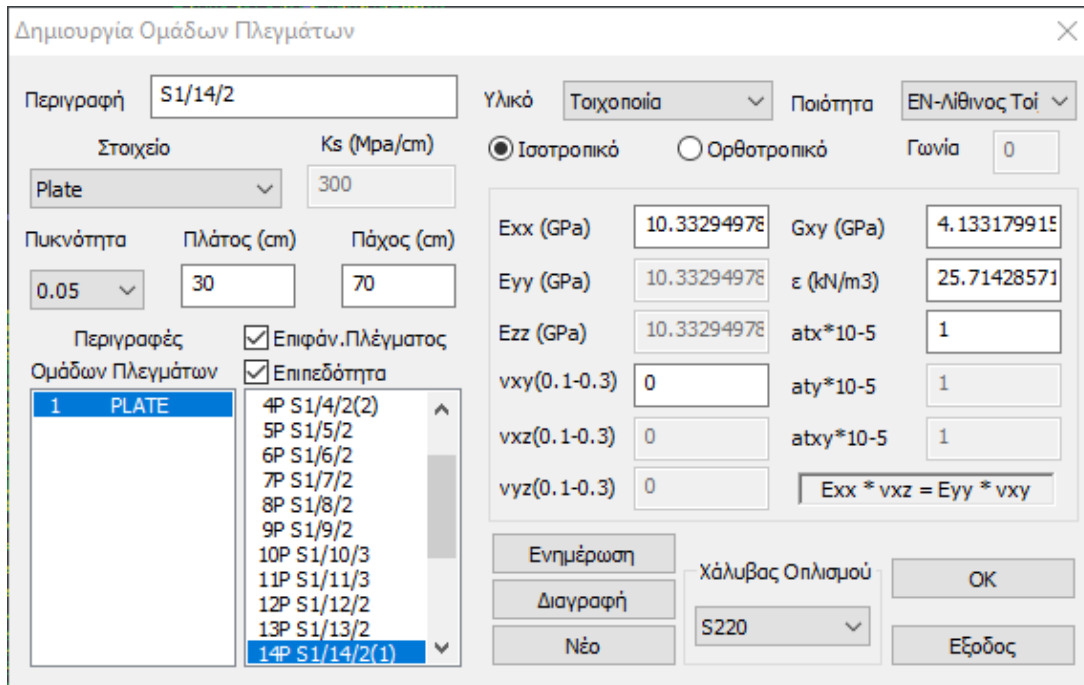 Δημιουργία Ομάδων Πλεγμάτων
Περιγραφή S1/14/2 Υλικό Τοιχοποιία Ποιότητα EN-Λίθινος Τοί
Στοιχείο Ks (Mpa/cm) Ισοτροπικό Ορθοτροπικό Γωνία 0
Plate 300
Πυκνότητα Πλάτος (cm) Πάχος (cm) Exx (GPa) 10.33294978 Gxy (GPa) 4.133179915
0.05 30 70 Eyy (GPa) 10.33294978 ε (kN/m3) 25.71428571
Περιγραφές Επιφάν.Πλέγματος Ezz (GPa) 10.33294978 atx*10-5 1
Ομάδων Πλεγμάτων Επιπεδότητα vxy(0.1-0.3) 0 aty*10-5 1
1 PLATE 4P S1/4/2(2)
5P S1/5/2 vxz(0.1-0.3) 0 atxy*10-5 1
6P S1/6/2
7P S1/7/2 vyz(0.1-0.3) 0 Exx * vxz = Eyy * vxy
8P S1/8/2
9P S1/9/2
10P S1/10/3 Ενημέρωση
11P S1/11/3 Χάλυβας Οπλισμού OK
12P S1/12/2 Διαγραφή
13P S1/13/2 S220
14P S1/14/2(1) Νέο Εξοδος